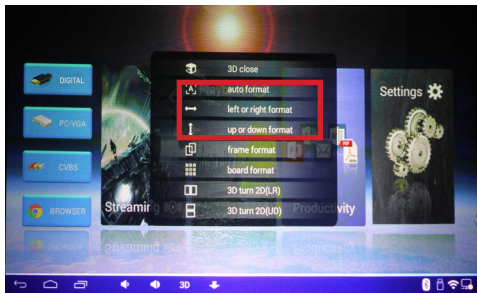 3D close
auto format
left or right format
up or down format
frame format
board format
3D turn 2D(LR)
3D turn 2D(UD)
DIGITAL
PC-VGA
CVBS
BROWSER
Streaming
Productivity
PDF
Settings
3D